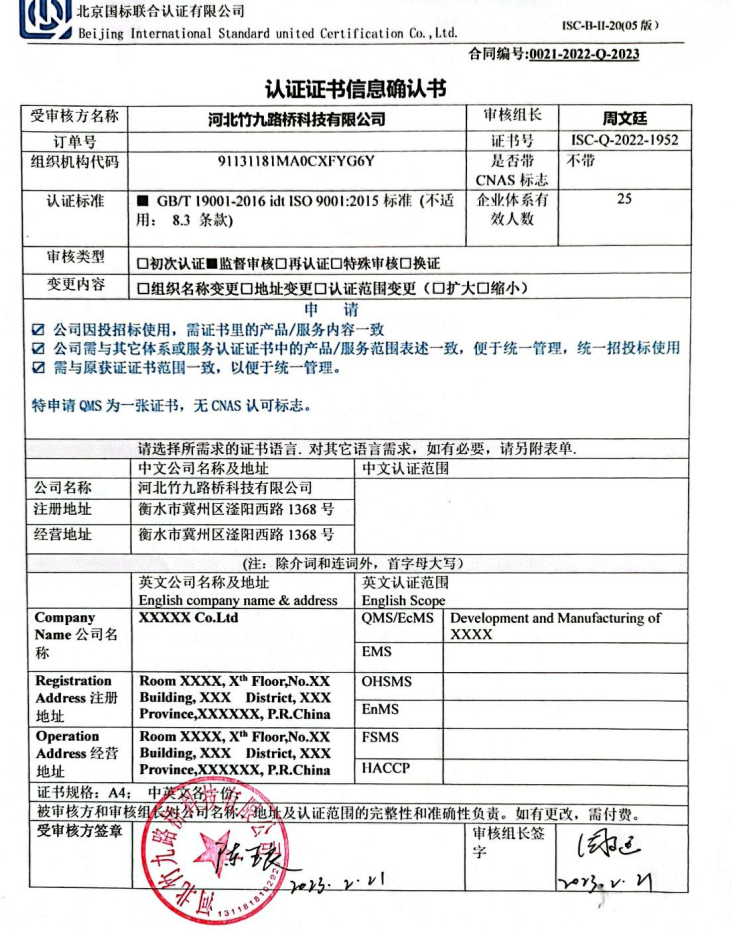 北京国标联合认证有限公司
Beijing International Standard united Certification Co.,Ltd.
ISC-B-II-20(05 版)
合同编号:0021-2022-Q-2023
认证证书信息确认书
受审核方名称 河北竹九路桥科技有限公司 审核组长 周文廷
订单号 证书号 ISC-Q-2022-1952
组织机构代码 91131181MA0CXFYG6Y 是否带 CNAS 标志 不带
认证标准 ■ GB/T 19001-2016 idt ISO 9001:2015 标准 (不适用: 8.3 条款) 企业体系有效人数 25
审核类型 □初次认证■监督审核□再认证□特殊审核□换证
变更内容 □组织名称变更□地址变更□认证范围变更(□扩大□缩小)
申 请
☑ 公司因投招标使用，需证书里的产品/服务内容一致
☑ 公司需与其它体系或服务认证证书中的产品/服务范围表述一致，便于统一管理，统一招投标使用
☑ 需与原获证证书范围一致，以便于统一管理。
特申请 QMS 为一张证书，无 CNAS 认可标志。
请选择所需求的证书语言. 对其它语言需求，如有必要，请另附表单.
中文公司名称及地址 中文认证范围
公司名称 河北竹九路桥科技有限公司
注册地址 衡水市冀州区滏阳西路 1368 号
经营地址 衡水市冀州区滏阳西路 1368 号
(注: 除介词和连词外，首字母大写)
英文公司名称及地址 英文认证范围
English company name & address English Scope
Company Name 公司名称 XXXXX Co.Ltd QMS/EcMS Development and Manufacturing of XXXX
EMS
Registration Address 注册地址 Room XXXX, Xth Floor,No.XX Building, XXX District, XXX Province,XXXXXX, P.R.China OHSMS
EnMS
Operation Address 经营地址 Room XXXX, Xth Floor,No.XX Building, XXX District, XXX Province,XXXXXX, P.R.China FSMS
HACCP
证书规格: A4; 中英文各 份;
被审核方和审核组长对公司名称、地址及认证范围的完整性和准确性负责。如有更改，需付费。
受审核方签章 审核组长签字
河北竹九路桥科技有限公司
2023.2.21
2023.2.21